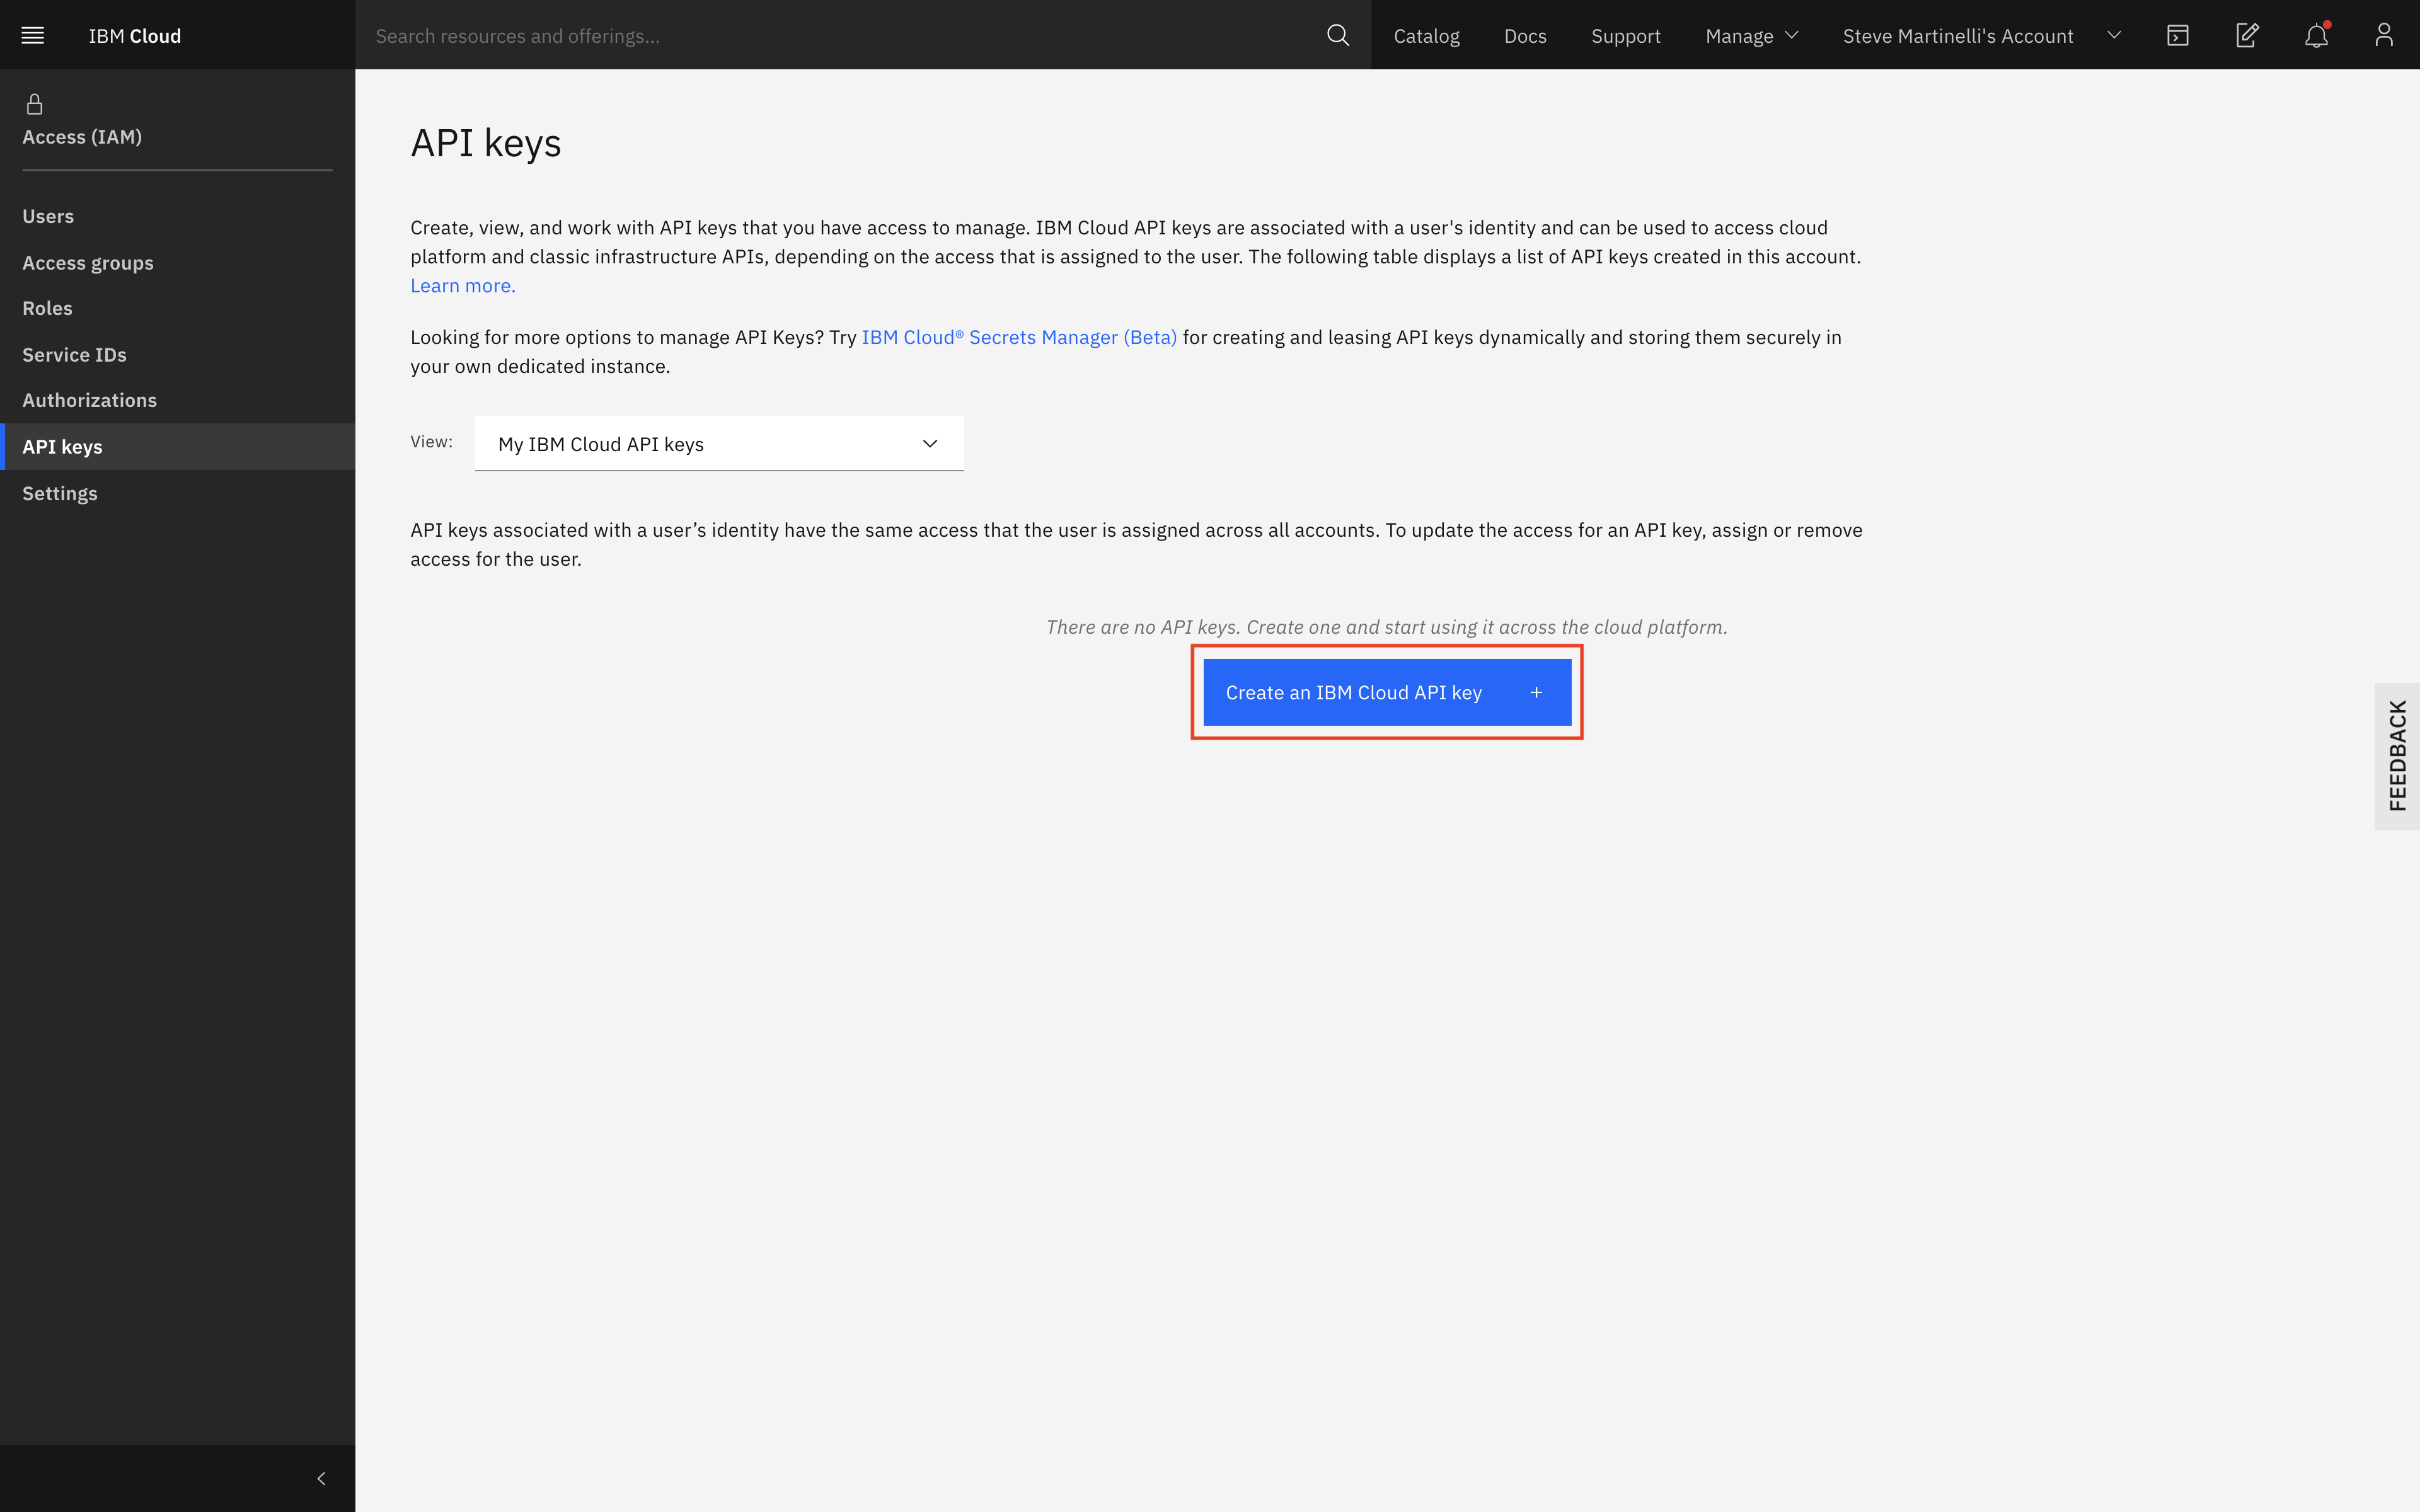 IBM Cloud
Search resources and offerings...
Catalog
Docs
Support
Manage
Steve Martinelli's Account
Access (IAM)
Users
Access groups
Roles
Service IDs
Authorizations
API keys
Settings
API keys
Create, view, and work with API keys that you have access to manage. IBM Cloud API keys are associated with a user's identity and can be used to access cloud
platform and classic infrastructure APIs, depending on the access that is assigned to the user. The following table displays a list of API keys created in this account.
Learn more.
Looking for more options to manage API Keys? Try IBM Cloud® Secrets Manager (Beta) for creating and leasing API keys dynamically and storing them securely in
your own dedicated instance.
View:
My IBM Cloud API keys
API keys associated with a user’s identity have the same access that the user is assigned across all accounts. To update the access for an API key, assign or remove
access for the user.
There are no API keys. Create one and start using it across the cloud platform.
Create an IBM Cloud API key +
FEEDBACK